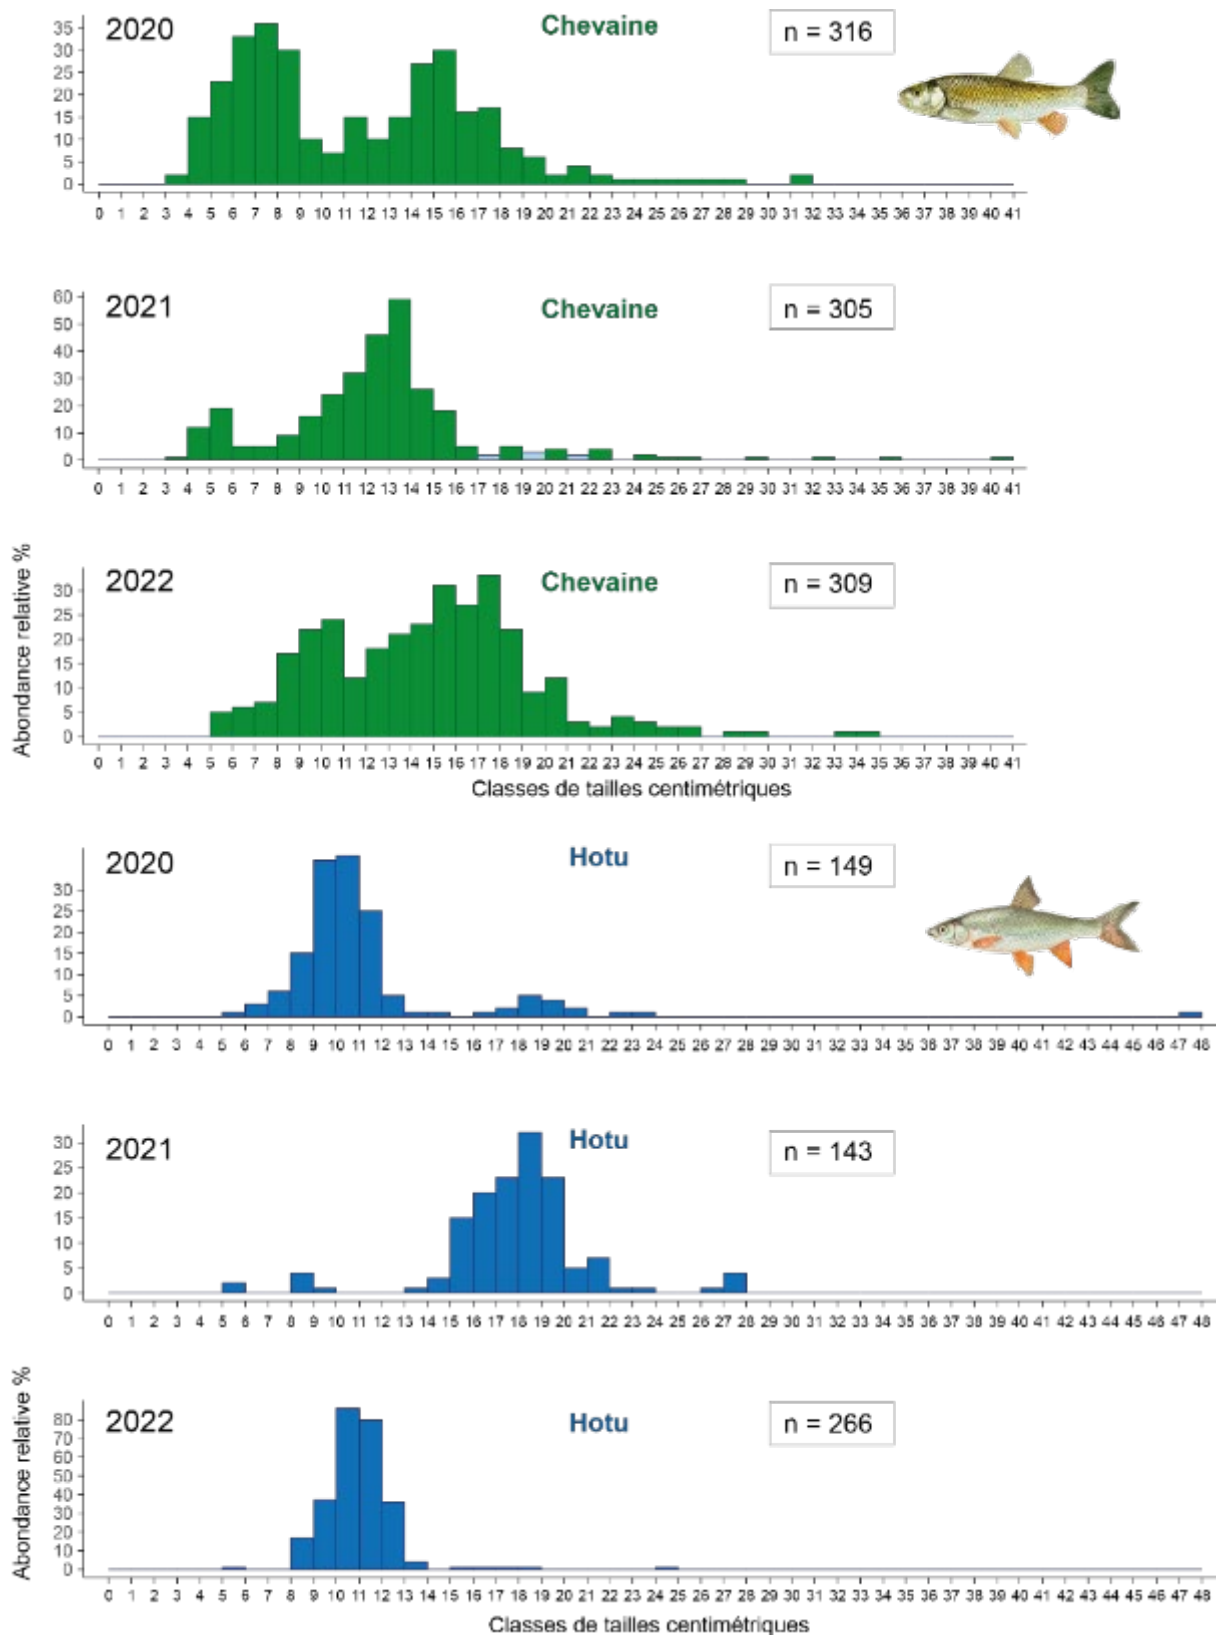 2020 Chevaine n = 316
35
30
25
20
15
10
5
0
0 1 2 3 4 5 6 7 8 9 10 11 12 13 14 15 16 17 18 19 20 21 22 23 24 25 26 27 28 29 30 31 32 33 34 35 36 37 38 39 40 41
2021 Chevaine n = 305
60
50
40
30
20
10
0
0 1 2 3 4 5 6 7 8 9 10 11 12 13 14 15 16 17 18 19 20 21 22 23 24 25 26 27 28 29 30 31 32 33 34 35 36 37 38 39 40 41
Abondance relative %
2022 Chevaine n = 309
30
25
20
15
10
5
0
0 1 2 3 4 5 6 7 8 9 10 11 12 13 14 15 16 17 18 19 20 21 22 23 24 25 26 27 28 29 30 31 32 33 34 35 36 37 38 39 40 41
Classes de tailles centimétriques
2020 Hotu n = 149
30
25
20
15
10
5
0
0 1 2 3 4 5 6 7 8 9 10 11 12 13 14 15 16 17 18 19 20 21 22 23 24 25 26 27 28 29 30 31 32 33 34 35 36 37 38 39 40 41 42 43 44 45 46 47 48
2021 Hotu n = 143
30
25
20
15
10
5
0
0 1 2 3 4 5 6 7 8 9 10 11 12 13 14 15 16 17 18 19 20 21 22 23 24 25 26 27 28 29 30 31 32 33 34 35 36 37 38 39 40 41 42 43 44 45 46 47 48
Abondance relative %
2022 Hotu n = 266
80
70
60
50
40
30
20
10
0
0 1 2 3 4 5 6 7 8 9 10 11 12 13 14 15 16 17 18 19 20 21 22 23 24 25 26 27 28 29 30 31 32 33 34 35 36 37 38 39 40 41 42 43 44 45 46 47 48
Classes de tailles centimétriques